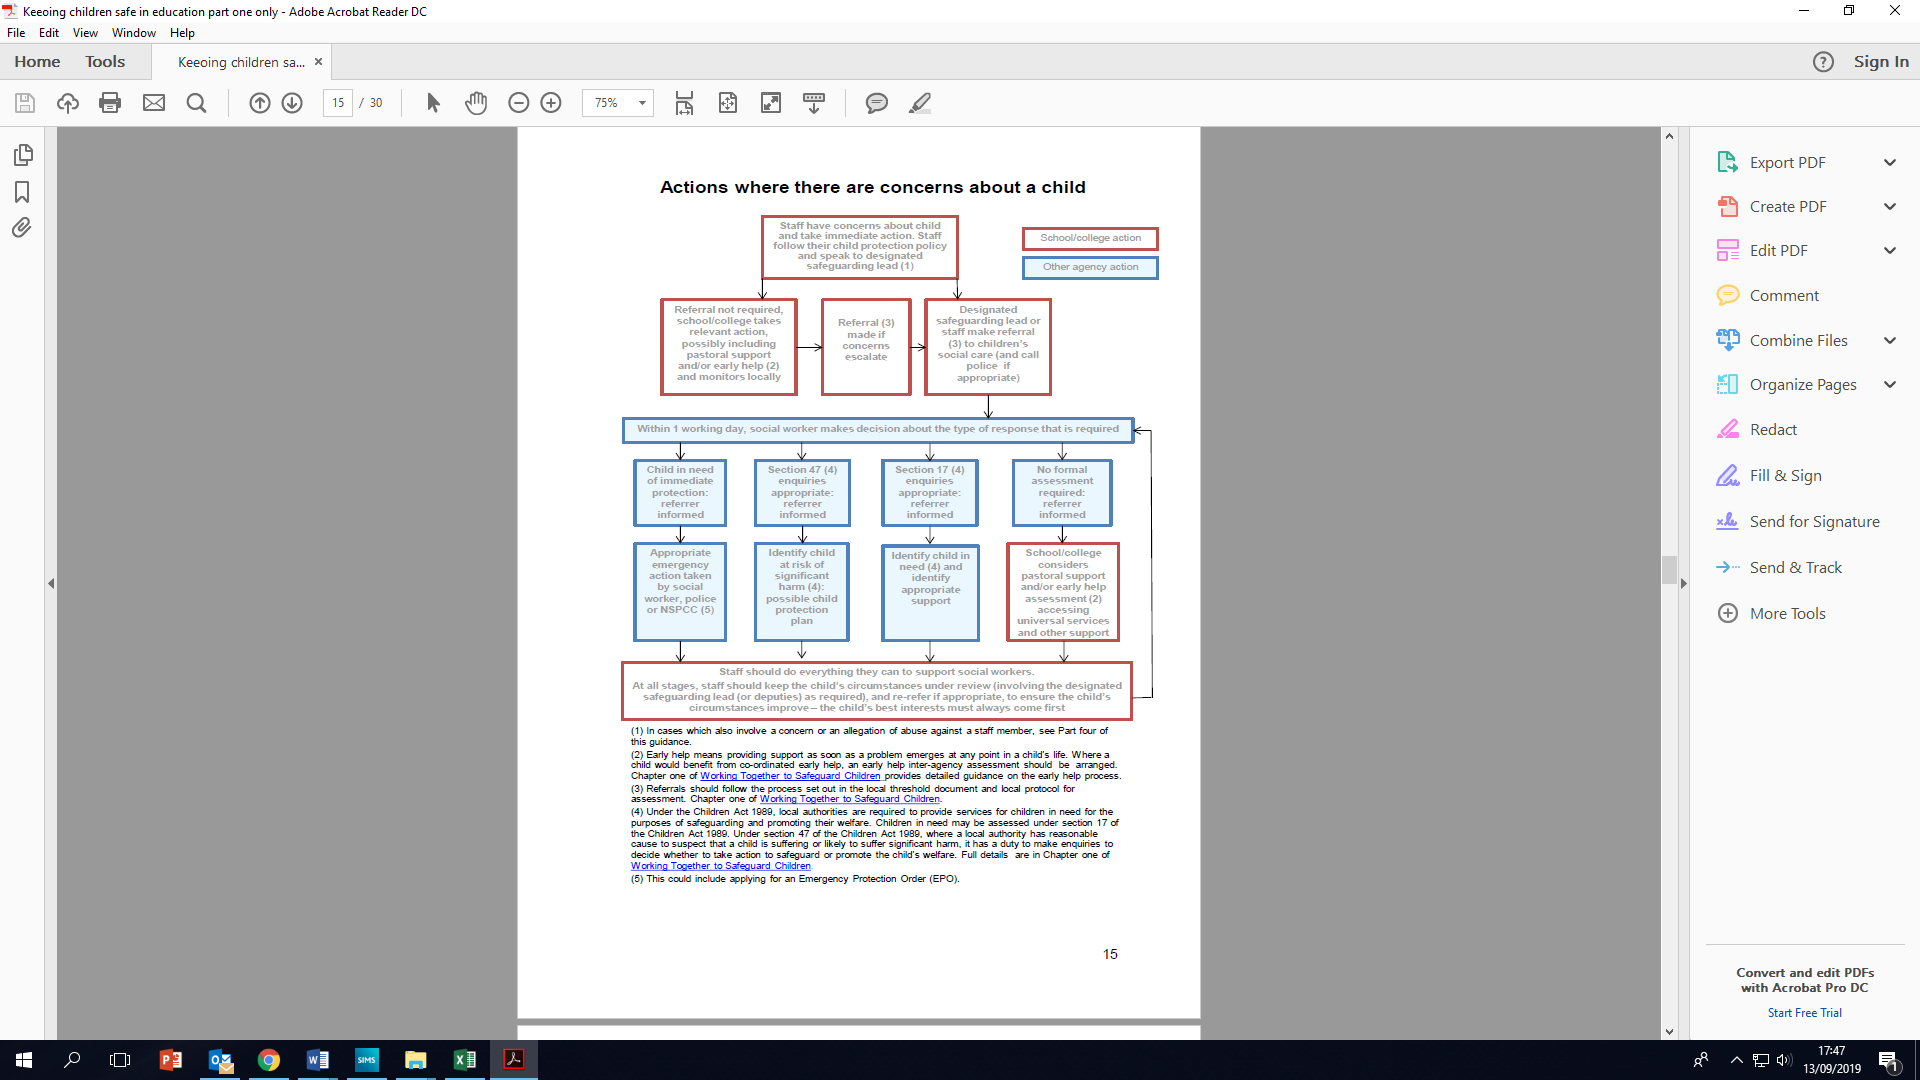 Keeoing children safe in education part one only - Adobe Acrobat Reader DC
File Edit View Window Help
Home Tools Keeoing children sa... × Sign In
15 / 30 75%
Actions where there are concerns about a child
Staff have concerns about child
and take immediate action. Staff
follow their child protection policy
and speak to designated
safeguarding lead (1)
School/college action
Other agency action
Referral not required,
school/college takes
relevant action,
possibly including
pastoral support
and/or early help (2)
and monitors locally
Referral (3)
made if
concerns
escalate
Designated
safeguarding lead or
staff make referral
(3) to children's
social care (and call
police if
appropriate)
Within 1 working day, social worker makes decision about the type of response that is required
Child in need
of immediate
protection:
referrer
informed
Section 47 (4)
enquiries
appropriate:
referrer
informed
Section 17 (4)
enquiries
appropriate:
referrer
informed
No formal
assessment
required:
referrer
informed
Appropriate
emergency
action taken
by social
worker, police
or NSPCC (5)
Identify child
at risk of
significant
harm (4):
possible child
protection
plan
Identify child in
need (4) and
identify
appropriate
support
School/college
considers
pastoral support
and/or early help
assessment (2)
accessing
universal services
and other support
Staff should do everything they can to support social workers.
At all stages, staff should keep the child's circumstances under review (involving the designated
safeguarding lead (or deputies) as required), and re-refer if appropriate, to ensure the child's
circumstances improve – the child's best interests must always come first
(1) In cases which also involve a concern or an allegation of abuse against a staff member, see Part four of
this guidance.
(2) Early help means providing support as soon as a problem emerges at any point in a child's life. Where a
child would benefit from co-ordinated early help, an early help inter-agency assessment should be arranged.
Chapter one of Working Together to Safeguard Children provides detailed guidance on the early help process.
(3) Referrals should follow the process set out in the local threshold document and local protocol for
assessment. Chapter one of Working Together to Safeguard Children.
(4) Under the Children Act 1989, local authorities are required to provide services for children in need for the
purposes of safeguarding and promoting their welfare. Children in need may be assessed under section 17 of
the Children Act 1989. Under section 47 of the Children Act 1989, where a local authority has reasonable
cause to suspect that a child is suffering or likely to suffer significant harm, it has a duty to make enquiries to
decide whether to take action to safeguard or promote the child's welfare. Full details are in Chapter one of
Working Together to Safeguard Children.
(5) This could include applying for an Emergency Protection Order (EPO).
15
Export PDF
Create PDF
Edit PDF
Comment
Combine Files
Organize Pages
Redact
Fill & Sign
Send for Signature
Send & Track
More Tools
Convert and edit PDFs
with Acrobat Pro DC
Start Free Trial
SIMS
17:47
13/09/2019
1